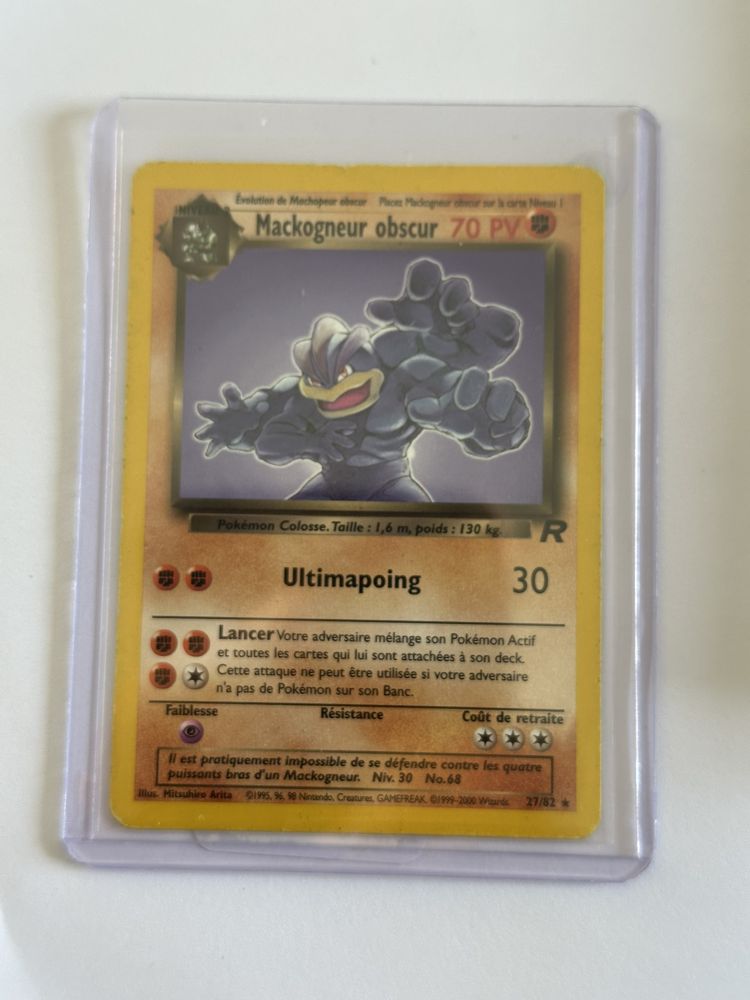 Évolution de Machopeur obscur Placez Mackogneur obscur sur la carte Niveau 1
NIVEAU 2
Mackogneur obscur 70 PV
Pokémon Colosse. Taille : 1,6 m, poids : 130 kg.
R
Ultimapoing 30
Lancer Votre adversaire mélange son Pokémon Actif
et toutes les cartes qui lui sont attachées à son deck.
Cette attaque ne peut être utilisée si votre adversaire
n'a pas de Pokémon sur son Banc.
Faiblesse Résistance Coût de retraite
Il est pratiquement impossible de se défendre contre les quatre
puissants bras d'un Mackogneur. Niv. 30 No.68
Illus. Mitsuhiro Arita ©1995, 96, 98 Nintendo, Creatures, GAMEFREAK. ©1999-2000 Wizards. 27/82 ★